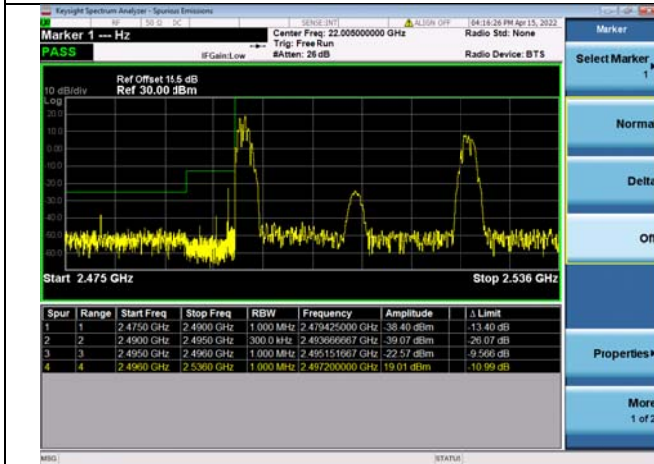 Keysight Spectrum Analyzer - Spurious Emissions
RF 50 Ω DC SENSE:INT ALIGN OFF 04:16:26 PM Apr 15, 2022
Marker 1 --- Hz Center Freq: 22.005000000 GHz Radio Std: None
Trig: Free Run
PASS IFGain:Low #Atten: 26 dB Radio Device: BTS
Ref Offset 15.5 dB
10 dB/div Ref 30.00 dBm
Log
20.0
10.0
0.00
-10.0
-20.0
-30.0
-40.0
-50.0
-60.0
Start 2.475 GHz Stop 2.536 GHz
Spur Range Start Freq Stop Freq RBW Frequency Amplitude Δ Limit
1 1 2.4750 GHz 2.4900 GHz 1.000 MHz 2.479425000 GHz -38.40 dBm -13.40 dB
2 2 2.4900 GHz 2.4950 GHz 300.0 kHz 2.493666667 GHz -39.07 dBm -26.07 dB
3 3 2.4950 GHz 2.4960 GHz 1.000 MHz 2.495151667 GHz -22.57 dBm -9.566 dB
4 4 2.4960 GHz 2.5360 GHz 1.000 MHz 2.497200000 GHz 19.01 dBm -10.99 dB
MSG STATUS
Marker
Select Marker
1
Norma
Delta
Off
Properties
More
1 of 2